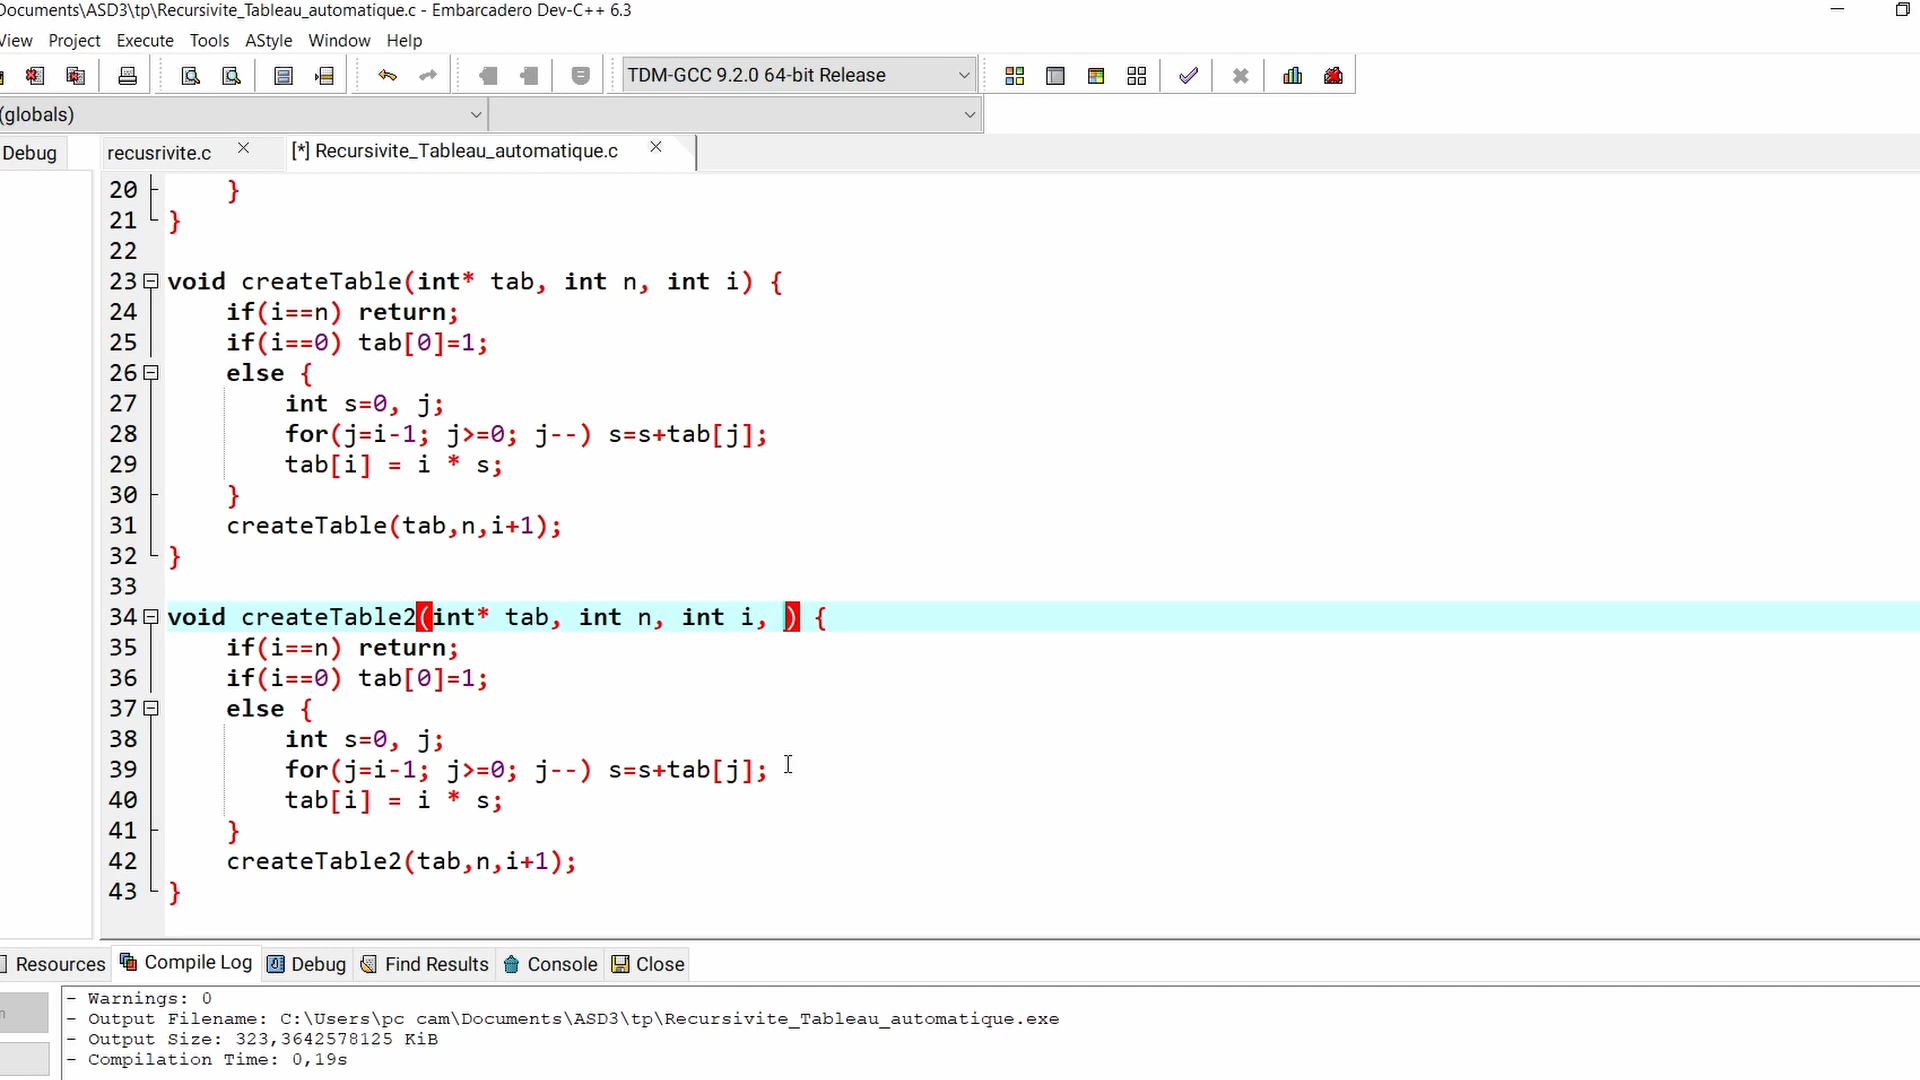 Documents\ASD3\tp\Recursivite_Tableau_automatique.c - Embarcadero Dev-C++ 6.3
View Project Execute Tools AStyle Window Help
TDM-GCC 9.2.0 64-bit Release
(globals)
Debug recusrivite.c [*] Recursivite_Tableau_automatique.c
20 }
21 }
22
23 void createTable(int* tab, int n, int i) {
24 if(i==n) return;
25 if(i==0) tab[0]=1;
26 else {
27 int s=0, j;
28 for(j=i-1; j>=0; j--) s=s+tab[j];
29 tab[i] = i * s;
30 }
31 createTable(tab,n,i+1);
32 }
33
34 void createTable2(int* tab, int n, int i, ) {
35 if(i==n) return;
36 if(i==0) tab[0]=1;
37 else {
38 int s=0, j;
39 for(j=i-1; j>=0; j--) s=s+tab[j];
40 tab[i] = i * s;
41 }
42 createTable2(tab,n,i+1);
43 }
Resources Compile Log Debug Find Results Console Close
- Warnings: 0
- Output Filename: C:\Users\pc cam\Documents\ASD3\tp\Recursivite_Tableau_automatique.exe
- Output Size: 323,3642578125 KiB
- Compilation Time: 0,19s